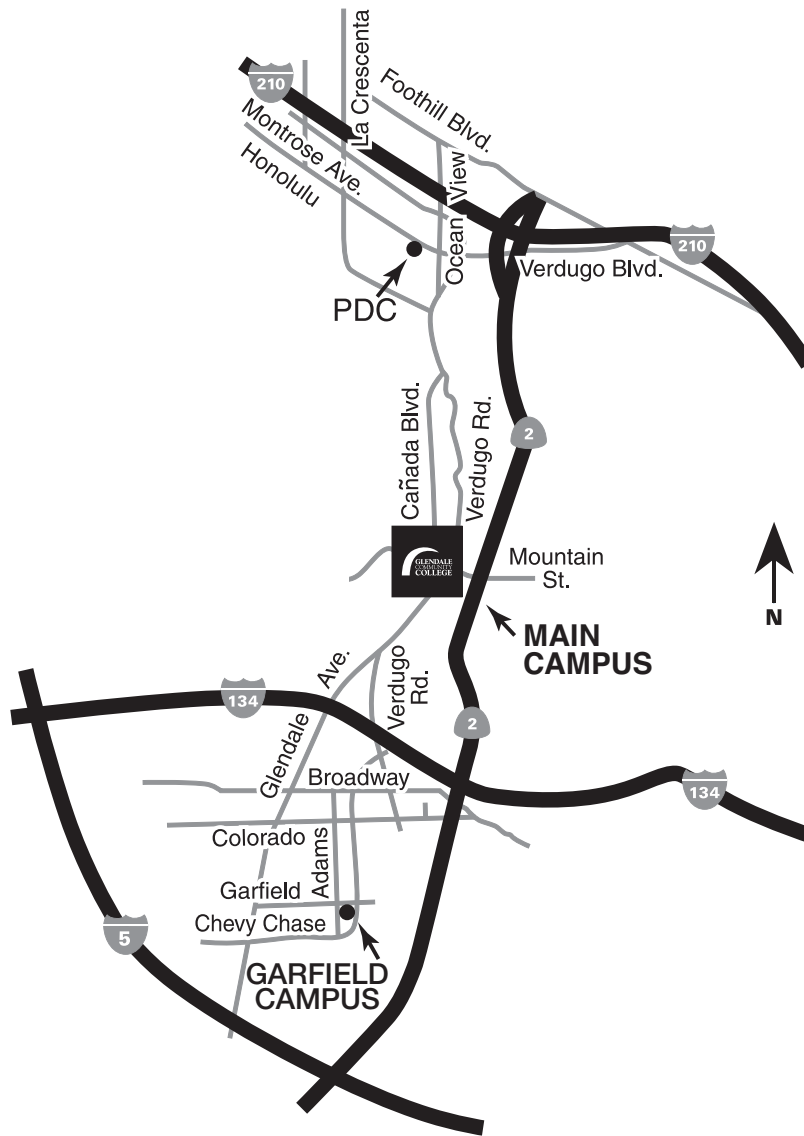 La Crescenta
210
Foothill Blvd.
Montrose Ave.
Honolulu
Ocean View
210
Verdugo Blvd.
PDC
Cañada Blvd.
Verdugo Rd.
2
GLENDALE
COMMUNITY
COLLEGE
Mountain
St.
N
MAIN
CAMPUS
Glendale Ave.
Verdugo
Rd.
134
2
Broadway
134
Colorado
Adams
Garfield
Chevy Chase
5
GARFIELD
CAMPUS